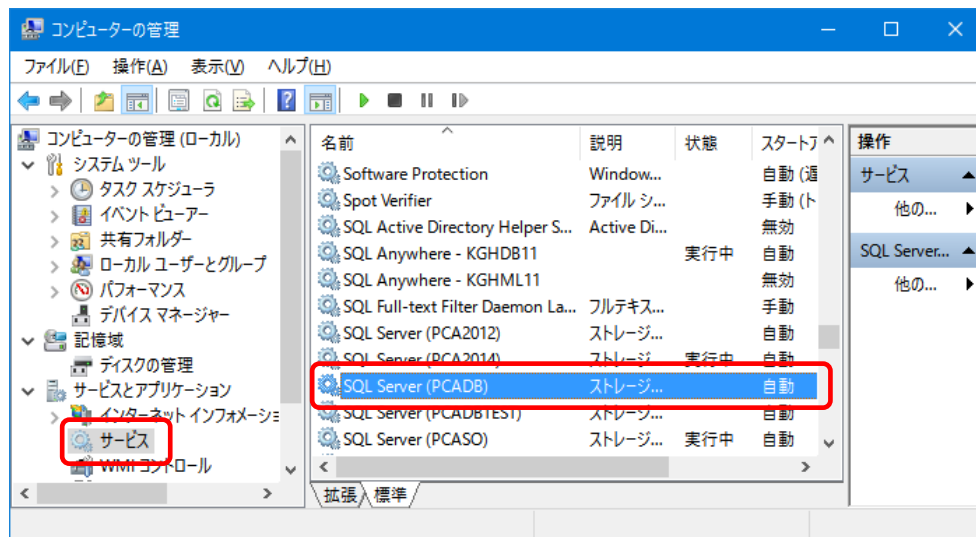 コンピューターの管理
ファイル(F) 操作(A) 表示(V) ヘルプ(H)
コンピューターの管理 (ローカル)
システム ツール
タスク スケジューラ
イベント ビューアー
共有フォルダー
ローカル ユーザーとグループ
パフォーマンス
デバイス マネージャー
記憶域
ディスクの管理
サービスとアプリケーション
インターネット インフォメーショ
サービス
WMI コントロール
名前 説明 状態 スタートア
Software Protection Window... 自動 (遅
Spot Verifier ファイル シ... 手動 (ト
SQL Active Directory Helper S... Active Di... 無効
SQL Anywhere - KGHDB11 実行中 自動
SQL Anywhere - KGHML11 無効
SQL Full-text Filter Daemon La... フルテキス... 手動
SQL Server (PCA2012) ストレージ... 自動
SQL Server (PCA2014) ストレージ... 実行中 自動
SQL Server (PCADB) ストレージ... 自動
SQL Server (PCADBTEST) ストレージ... 自動
SQL Server (PCASO) ストレージ... 実行中 自動
拡張 標準
操作
サービス
他の...
SQL Server...
他の...